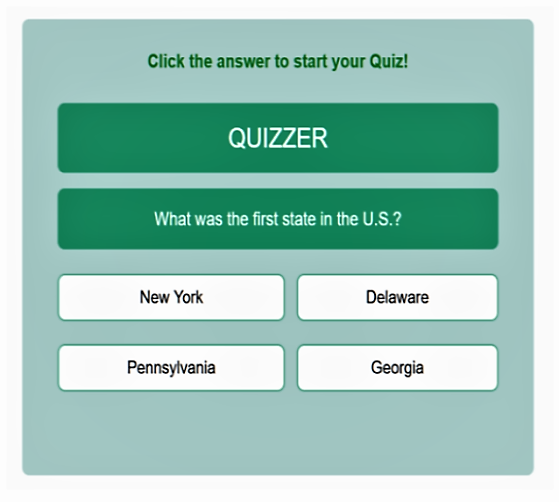 Click the answer to start your Quiz!
QUIZZER
What was the first state in the U.S.?
New York
Delaware
Pennsylvania
Georgia